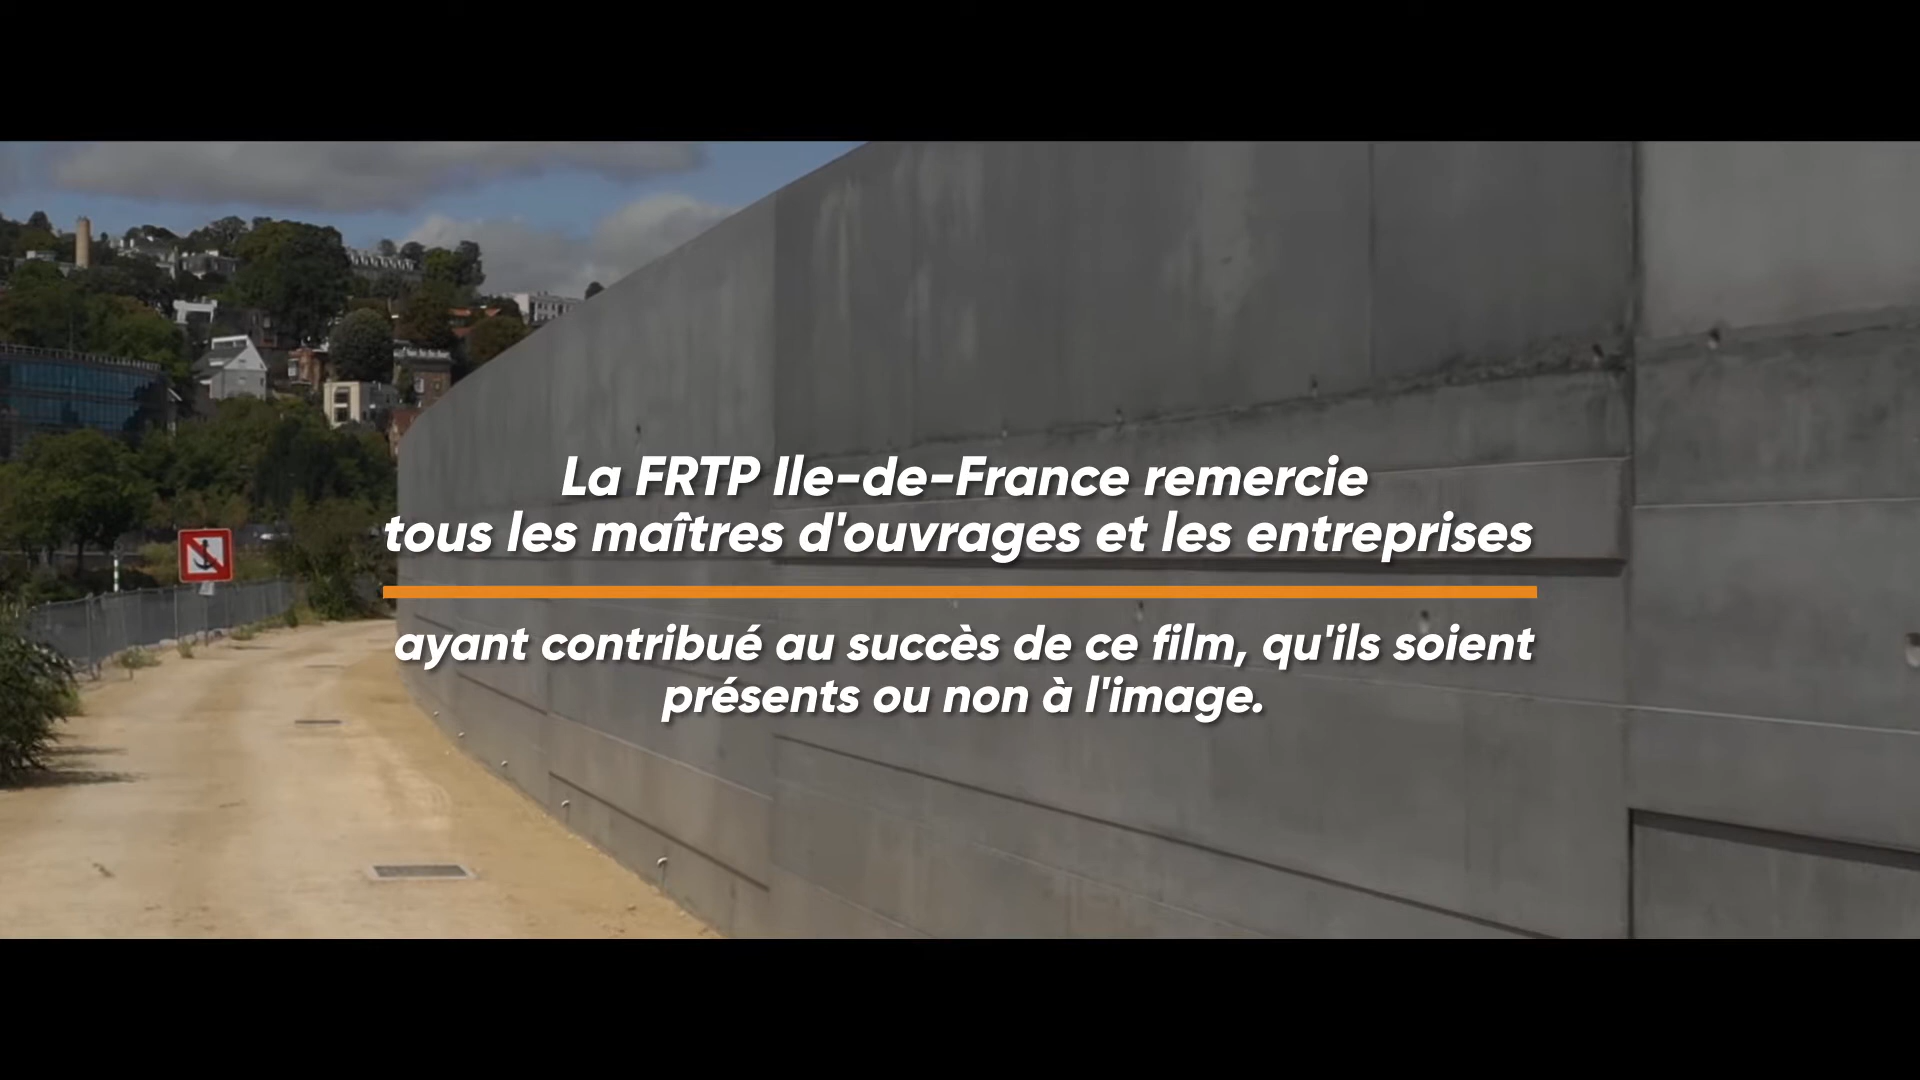 La FRTP Ile-de-France remercie
tous les maîtres d'ouvrages et les entreprises
ayant contribué au succès de ce film, qu'ils soient
présents ou non à l'image.